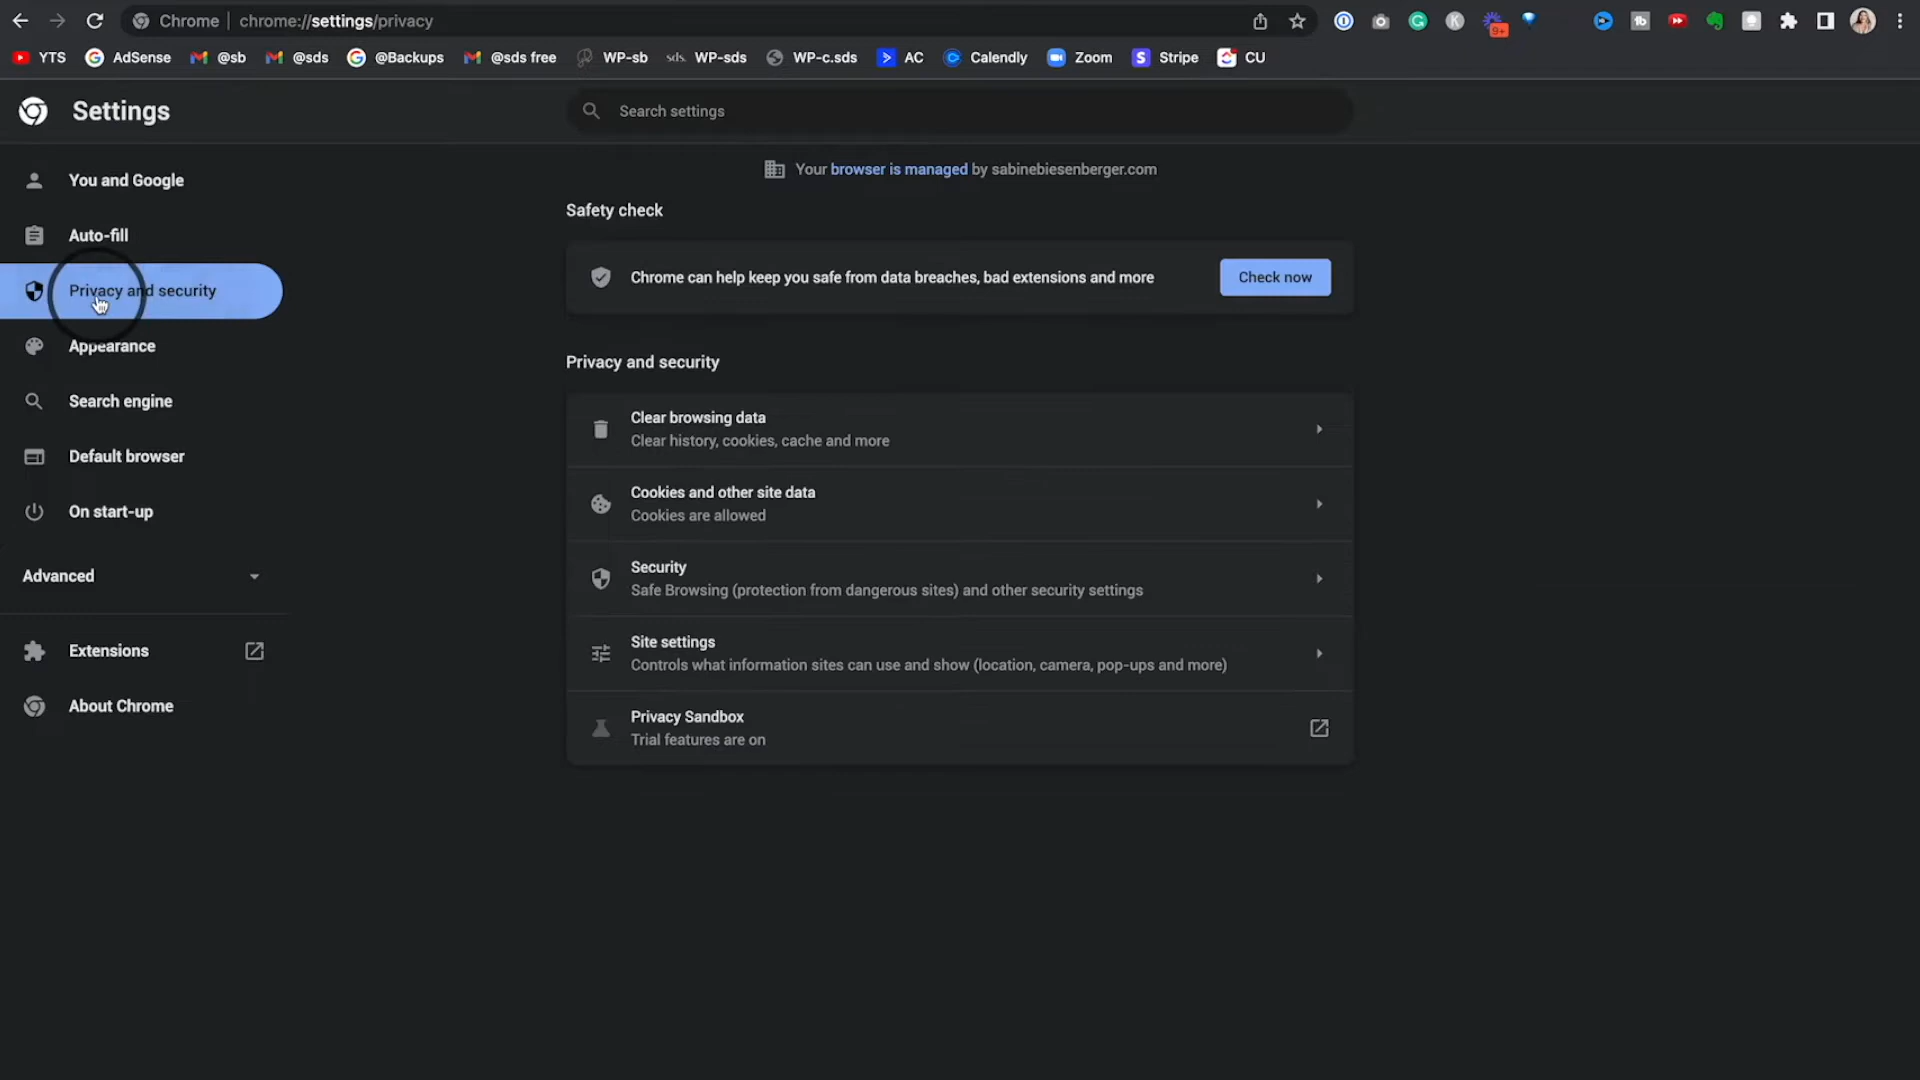 Chrome chrome://settings/privacy
9+
YTS AdSense @sb @sds @Backups @sds free WP-sb sds. WP-sds WP-c.sds AC Calendly Zoom Stripe CU
Settings
Search settings
Your browser is managed by sabinebiesenberger.com
You and Google
Auto-fill
Privacy and security
Appearance
Search engine
Default browser
On start-up
Advanced
Extensions
About Chrome
Safety check
Chrome can help keep you safe from data breaches, bad extensions and more
Check now
Privacy and security
Clear browsing data
Clear history, cookies, cache and more
Cookies and other site data
Cookies are allowed
Security
Safe Browsing (protection from dangerous sites) and other security settings
Site settings
Controls what information sites can use and show (location, camera, pop-ups and more)
Privacy Sandbox
Trial features are on